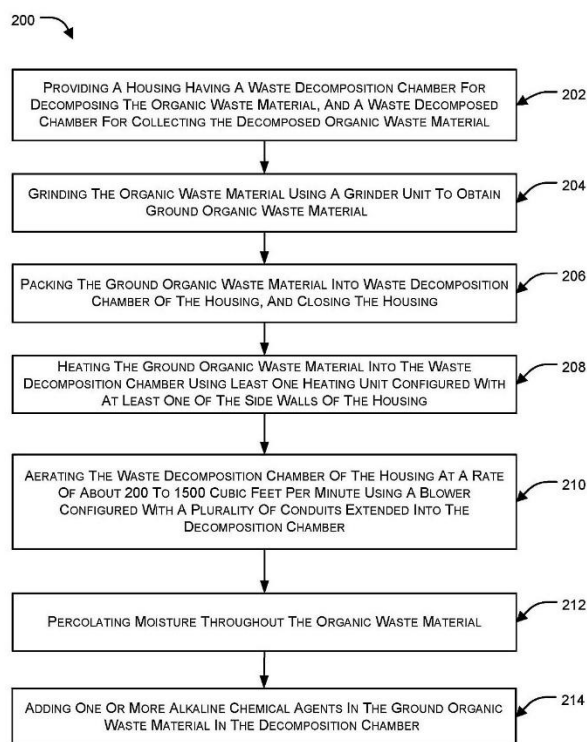 200
PROVIDING A HOUSING HAVING A WASTE DECOMPOSITION CHAMBER FOR
DECOMPOSING THE ORGANIC WASTE MATERIAL, AND A WASTE DECOMPOSED
CHAMBER FOR COLLECTING THE DECOMPOSED ORGANIC WASTE MATERIAL
202
GRINDING THE ORGANIC WASTE MATERIAL USING A GRINDER UNIT TO OBTAIN
GROUND ORGANIC WASTE MATERIAL
204
PACKING THE GROUND ORGANIC WASTE MATERIAL INTO WASTE DECOMPOSITION
CHAMBER OF THE HOUSING, AND CLOSING THE HOUSING
206
HEATING THE GROUND ORGANIC WASTE MATERIAL INTO THE WASTE
DECOMPOSITION CHAMBER USING LEAST ONE HEATING UNIT CONFIGURED WITH
AT LEAST ONE OF THE SIDE WALLS OF THE HOUSING
208
AERATING THE WASTE DECOMPOSITION CHAMBER OF THE HOUSING AT A RATE
OF ABOUT 200 TO 1500 CUBIC FEET PER MINUTE USING A BLOWER
CONFIGURED WITH A PLURALITY OF CONDUITS EXTENDED INTO THE
DECOMPOSITION CHAMBER
210
PERCOLATING MOISTURE THROUGHOUT THE ORGANIC WASTE MATERIAL
212
ADDING ONE OR MORE ALKALINE CHEMICAL AGENTS IN THE GROUND ORGANIC
WASTE MATERIAL IN THE DECOMPOSITION CHAMBER
214